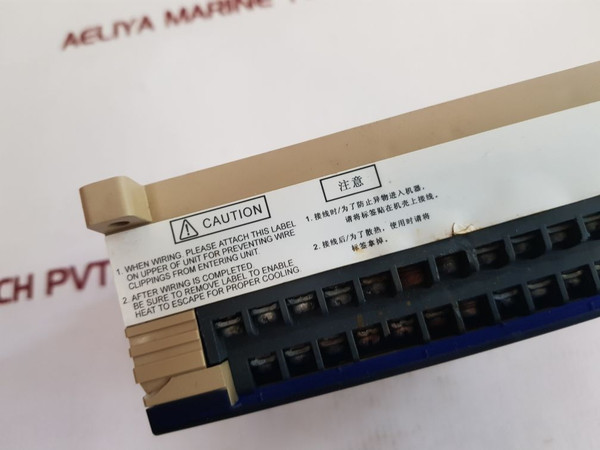 AELIYA MARINE
CH PVT
CAUTION
1. WHEN WIRING, PLEASE ATTACH THIS LABEL
ON UPPER OF UNIT FOR PREVENTING WIRE
CLIPPINGS FROM ENTERING UNIT
2. AFTER WIRING IS COMPLETED
BE SURE TO REMOVE LABEL TO ENABLE
HEAT TO ESCAPE FOR PROPER COOLING.
注意
1. 接线时/为了防止异物进入机器,
请将标签贴在机壳上接线。
2. 接线后/为了散热, 使用时请将
标签拿掉。